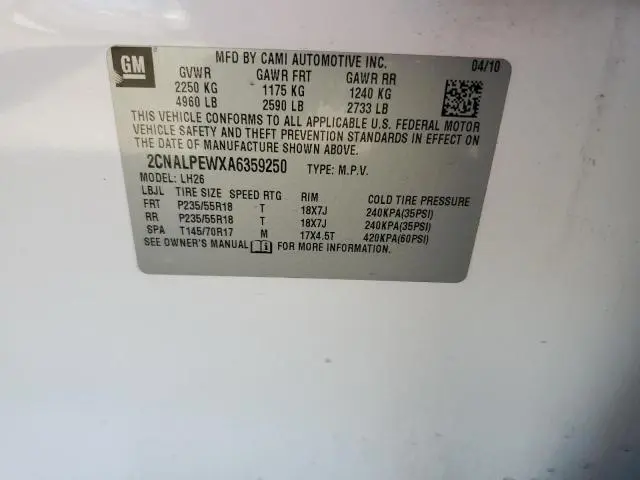 GM
MFD BY CAMI AUTOMOTIVE INC. 04/10
GVWR GAWR FRT GAWR RR
2250 KG 1175 KG 1240 KG
4960 LB 2590 LB 2733 LB
THIS VEHICLE CONFORMS TO ALL APPLICABLE U.S. FEDERAL MOTOR
VEHICLE SAFETY AND THEFT PREVENTION STANDARDS IN EFFECT ON
THE DATE OF MANUFACTURE SHOWN ABOVE.
2CNALPEWXA6359250 TYPE: M.P.V.
MODEL: LH26
LBJL TIRE SIZE SPEED RTG RIM COLD TIRE PRESSURE
FRT P235/55R18 T 18X7J 240KPA(35PSI)
RR P235/55R18 T 18X7J 240KPA(35PSI)
SPA T145/70R17 M 17X4.5T 420KPA(60PSI)
SEE OWNER'S MANUAL FOR MORE INFORMATION.